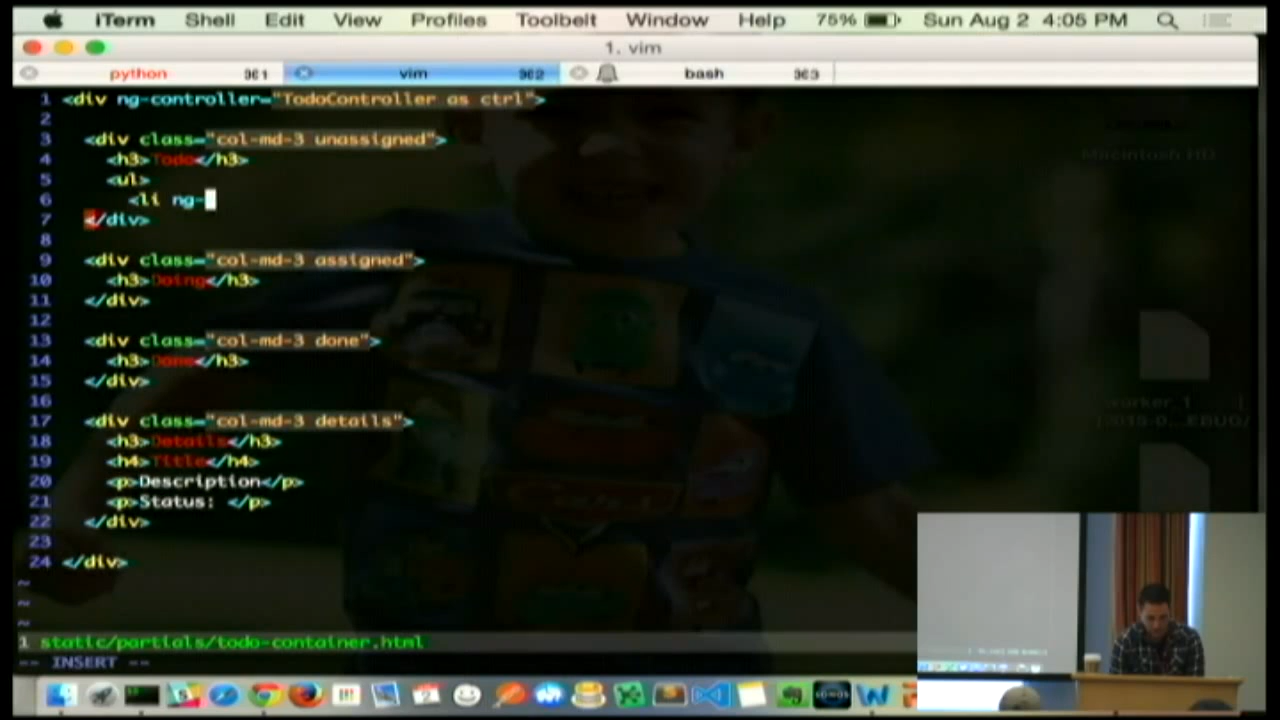 iTerm Shell Edit View Profiles Toolbelt Window Help 75% Sun Aug 2 4:05 PM
1. vim
python ⌘1 vim ⌘2 bash ⌘3
1 <div ng-controller="TodoController as ctrl">
2
3 <div class="col-md-3 unassigned">
4 <h3>Todo</h3>
5 <ul>
6 <li ng-
7 </div>
8
9 <div class="col-md-3 assigned">
10 <h3>Doing</h3>
11 </div>
12
13 <div class="col-md-3 done">
14 <h3>Done</h3>
15 </div>
16
17 <div class="col-md-3 details">
18 <h3>Details</h3>
19 <h4>Title</h4>
20 <p>Description</p>
21 <p>Status: </p>
22 </div>
23
24 </div>
~
~
~
1 static/partials/todo-container.html
-- INSERT --
Macintosh HD
worker_1
SONOS